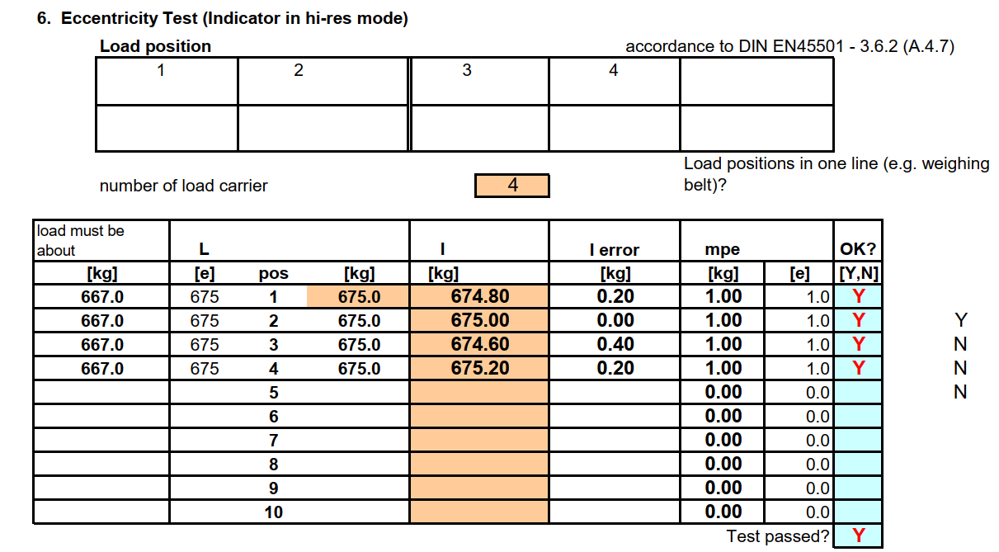 6. Eccentricity Test (Indicator in hi-res mode)
Load position accordance to DIN EN45501 - 3.6.2 (A.4.7)
1 2 3 4
Load positions in one line (e.g. weighing
number of load carrier 4 belt)?
load must be
about L I I error mpe OK?
[kg] [e] pos [kg] [kg] [kg] [kg] [e] [Y,N]
667.0 675 1 675.0 674.80 0.20 1.00 1.0 Y
667.0 675 2 675.0 675.00 0.00 1.00 1.0 Y Y
667.0 675 3 675.0 674.60 0.40 1.00 1.0 Y N
667.0 675 4 675.0 675.20 0.20 1.00 1.0 Y N
5 0.00 0.0 N
6 0.00 0.0
7 0.00 0.0
8 0.00 0.0
9 0.00 0.0
10 0.00 0.0
Test passed? Y